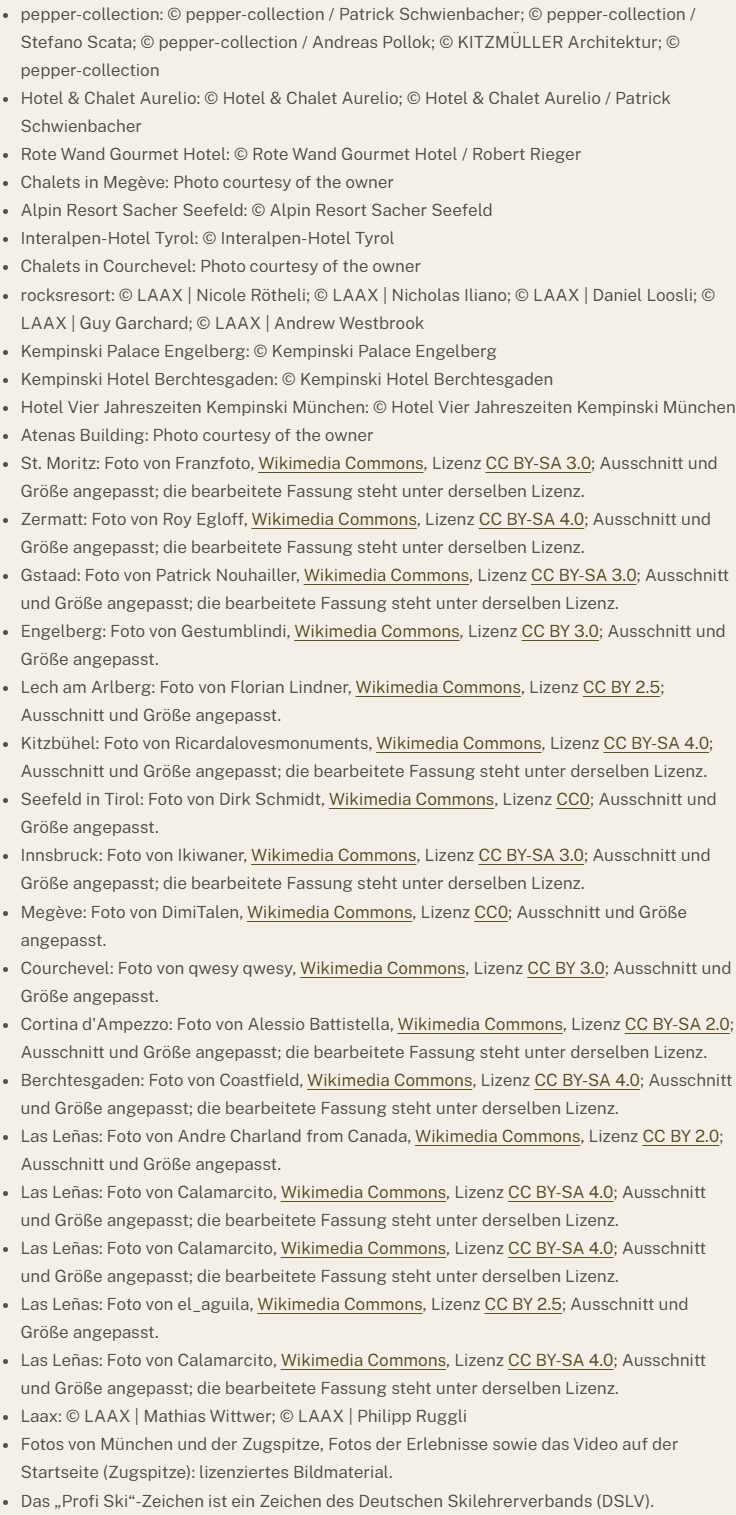 • pepper-collection: © pepper-collection / Patrick Schwienbacher; © pepper-collection /
Stefano Scata; © pepper-collection / Andreas Pollok; © KITZMÜLLER Architektur; ©
pepper-collection
• Hotel & Chalet Aurelio: © Hotel & Chalet Aurelio; © Hotel & Chalet Aurelio / Patrick
Schwienbacher
• Rote Wand Gourmet Hotel: © Rote Wand Gourmet Hotel / Robert Rieger
• Chalets in Megève: Photo courtesy of the owner
• Alpin Resort Sacher Seefeld: © Alpin Resort Sacher Seefeld
• Interalpen-Hotel Tyrol: © Interalpen-Hotel Tyrol
• Chalets in Courchevel: Photo courtesy of the owner
• rocksresort: © LAAX | Nicole Rötheli; © LAAX | Nicholas Iliano; © LAAX | Daniel Loosli; ©
LAAX | Guy Garchard; © LAAX | Andrew Westbrook
• Kempinski Palace Engelberg: © Kempinski Palace Engelberg
• Kempinski Hotel Berchtesgaden: © Kempinski Hotel Berchtesgaden
• Hotel Vier Jahreszeiten Kempinski München: © Hotel Vier Jahreszeiten Kempinski München
• Atenas Building: Photo courtesy of the owner
• St. Moritz: Foto von Franzfoto, Wikimedia Commons, Lizenz CC BY-SA 3.0; Ausschnitt und
Größe angepasst; die bearbeitete Fassung steht unter derselben Lizenz.
• Zermatt: Foto von Roy Egloff, Wikimedia Commons, Lizenz CC BY-SA 4.0; Ausschnitt und
Größe angepasst; die bearbeitete Fassung steht unter derselben Lizenz.
• Gstaad: Foto von Patrick Nouhailler, Wikimedia Commons, Lizenz CC BY-SA 3.0; Ausschnitt
und Größe angepasst; die bearbeitete Fassung steht unter derselben Lizenz.
• Engelberg: Foto von Gestumblindi, Wikimedia Commons, Lizenz CC BY 3.0; Ausschnitt und
Größe angepasst.
• Lech am Arlberg: Foto von Florian Lindner, Wikimedia Commons, Lizenz CC BY 2.5;
Ausschnitt und Größe angepasst.
• Kitzbühel: Foto von Ricardalovesmonuments, Wikimedia Commons, Lizenz CC BY-SA 4.0;
Ausschnitt und Größe angepasst; die bearbeitete Fassung steht unter derselben Lizenz.
• Seefeld in Tirol: Foto von Dirk Schmidt, Wikimedia Commons, Lizenz CC0; Ausschnitt und
Größe angepasst.
• Innsbruck: Foto von Ikiwaner, Wikimedia Commons, Lizenz CC BY-SA 3.0; Ausschnitt und
Größe angepasst; die bearbeitete Fassung steht unter derselben Lizenz.
• Megève: Foto von DimiTalen, Wikimedia Commons, Lizenz CC0; Ausschnitt und Größe
angepasst.
• Courchevel: Foto von qwesy qwesy, Wikimedia Commons, Lizenz CC BY 3.0; Ausschnitt und
Größe angepasst.
• Cortina d'Ampezzo: Foto von Alessio Battistella, Wikimedia Commons, Lizenz CC BY-SA 2.0;
Ausschnitt und Größe angepasst; die bearbeitete Fassung steht unter derselben Lizenz.
• Berchtesgaden: Foto von Coastfield, Wikimedia Commons, Lizenz CC BY-SA 4.0; Ausschnitt
und Größe angepasst; die bearbeitete Fassung steht unter derselben Lizenz.
• Las Leñas: Foto von Andre Charland from Canada, Wikimedia Commons, Lizenz CC BY 2.0;
Ausschnitt und Größe angepasst.
• Las Leñas: Foto von Calamarcito, Wikimedia Commons, Lizenz CC BY-SA 4.0; Ausschnitt
und Größe angepasst; die bearbeitete Fassung steht unter derselben Lizenz.
• Las Leñas: Foto von Calamarcito, Wikimedia Commons, Lizenz CC BY-SA 4.0; Ausschnitt
und Größe angepasst; die bearbeitete Fassung steht unter derselben Lizenz.
• Las Leñas: Foto von el_aguila, Wikimedia Commons, Lizenz CC BY 2.5; Ausschnitt und
Größe angepasst.
• Las Leñas: Foto von Calamarcito, Wikimedia Commons, Lizenz CC BY-SA 4.0; Ausschnitt
und Größe angepasst; die bearbeitete Fassung steht unter derselben Lizenz.
• Laax: © LAAX | Mathias Wittwer; © LAAX | Philipp Ruggli
• Fotos von München und der Zugspitze, Fotos der Erlebnisse sowie das Video auf der
Startseite (Zugspitze): lizenziertes Bildmaterial.
• Das „Profi Ski“-Zeichen ist ein Zeichen des Deutschen Skilehrerverbands (DSLV).